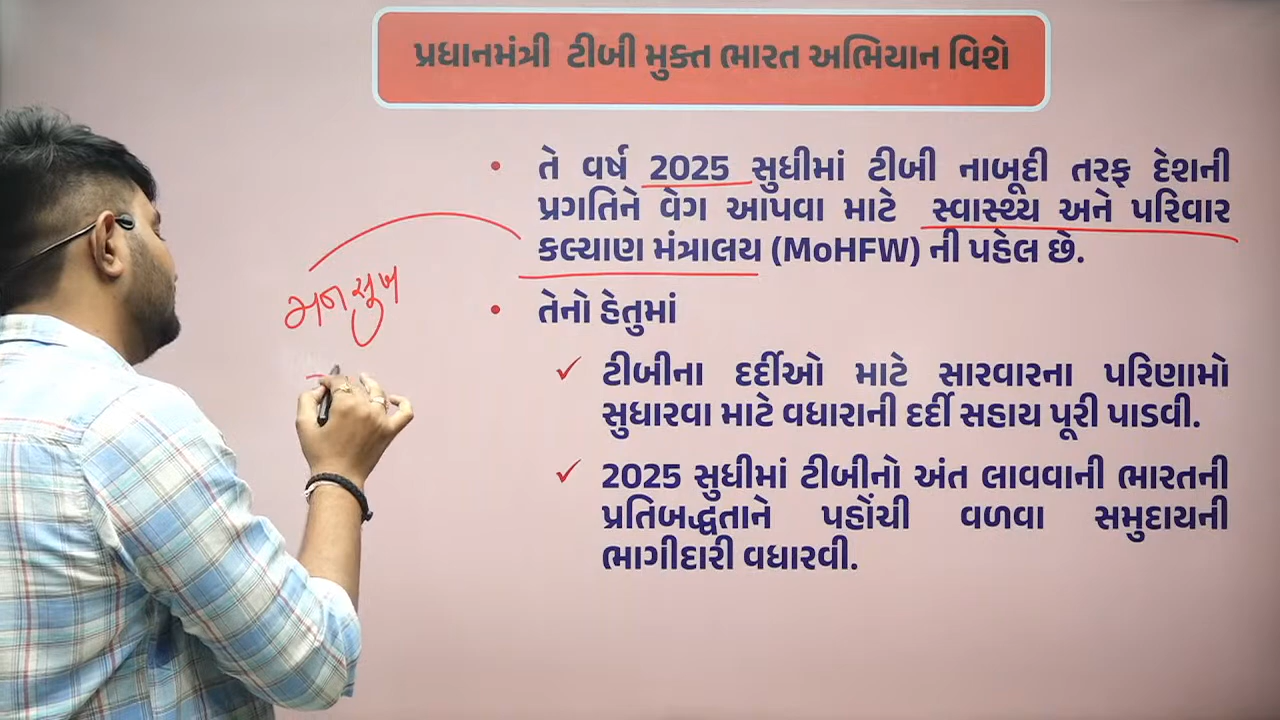 પ્રધાનમંત્રી ટીબી મુક્ત ભારત અભિયાન વિશે
• તે વર્ષ 2025 સુધીમાં ટીબી નાબૂદી તરફ દેશની
પ્રગતિને વેગ આપવા માટે સ્વાસ્થ્ય અને પરિવાર
કલ્યાણ મંત્રાલય (MoHFW) ની પહેલ છે.
મનસુખ
• તેનો હેતુમાં
✓ ટીબીના દર્દીઓ માટે સારવારના પરિણામો
સુધારવા માટે વધારાની દર્દી સહાય પૂરી પાડવી.
✓ 2025 સુધીમાં ટીબીનો અંત લાવવાની ભારતની
પ્રતિબદ્ધતાને પહોંચી વળવા સમુદાયની
ભાગીદારી વધારવી.